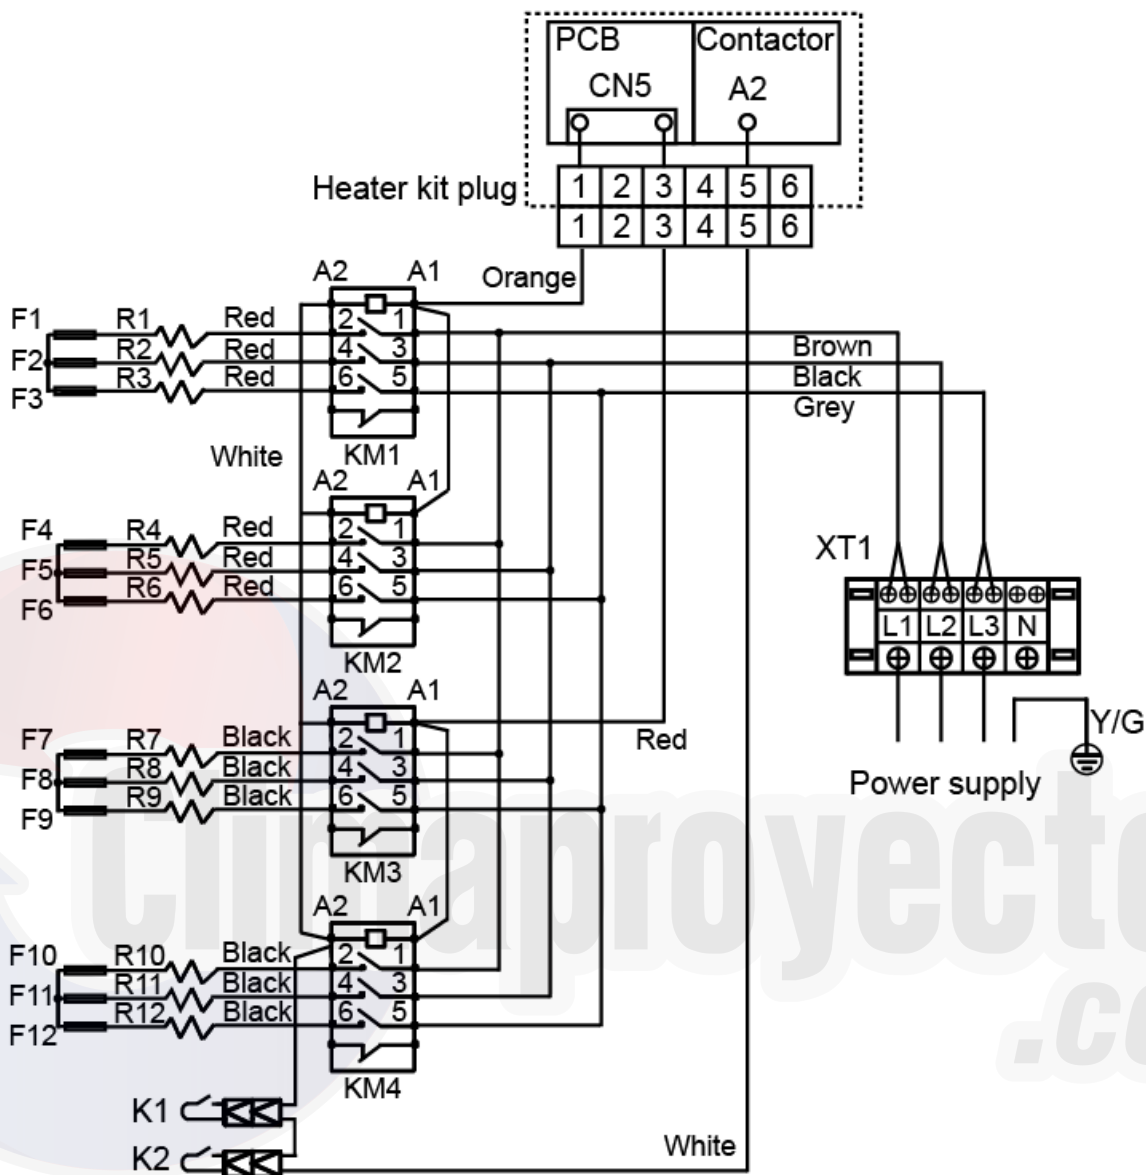 PCB Contactor
CN5 A2
Heater kit plug
1 2 3 4 5 6
1 2 3 4 5 6
Orange
A2 A1
F1 R1 Red 2 1
F2 R2 Red 4 3 Brown
F3 R3 Red 6 5 Black
Grey
White KM1
A2 A1
F4 R4 Red 2 1
F5 R5 Red 4 3
F6 R6 Red 6 5
KM2
XT1
L1 L2 L3 N
Y/G
Power supply
A2 A1
Red
F7 R7 Black 2 1
F8 R8 Black 4 3
F9 R9 Black 6 5
KM3
A2 A1
F10 R10 Black 2 1
F11 R11 Black 4 3
F12 R12 Black 6 5
KM4
K1
K2
White
Climaproyecto
.co